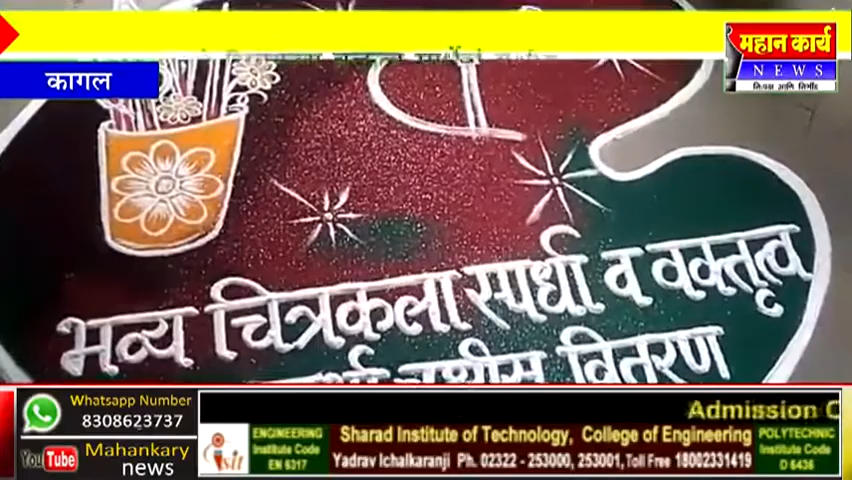 महान कार्य
NEWS
कागल
भव्य चित्रकला स्पर्धा व वक्तृत्व
वितरण
Whatsapp Number
8308623737
YouTube
Mahankary
news
Admission
isit
ENGINEERING
Institute Code
EN 6317
Sharad Institute of Technology, College of Engineering
Yadrav Ichalkaranji Ph. 02322 - 253000, 253001, Toll Free 18002331419
POLYTECHNIC
Institute Code
D 6436